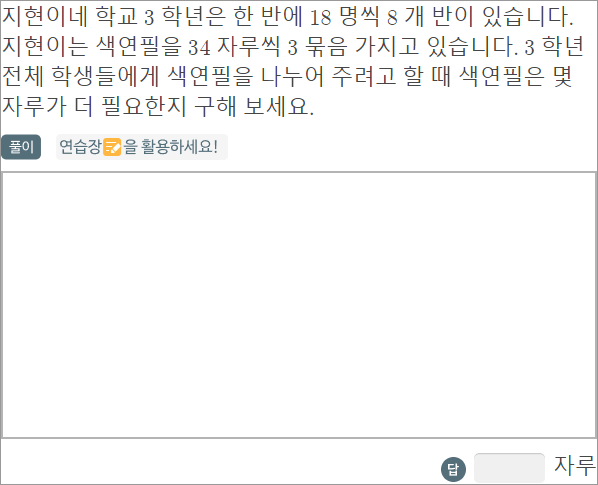 지현이네 학교 3 학년은 한 반에 18 명씩 8 개 반이 있습니다.
지현이는 색연필을 34 자루씩 3 묶음 가지고 있습니다. 3 학년
전체 학생들에게 색연필을 나누어 주려고 할 때 색연필은 몇
자루가 더 필요한지 구해 보세요.
풀이 연습장📝을 활용하세요!
답 자루